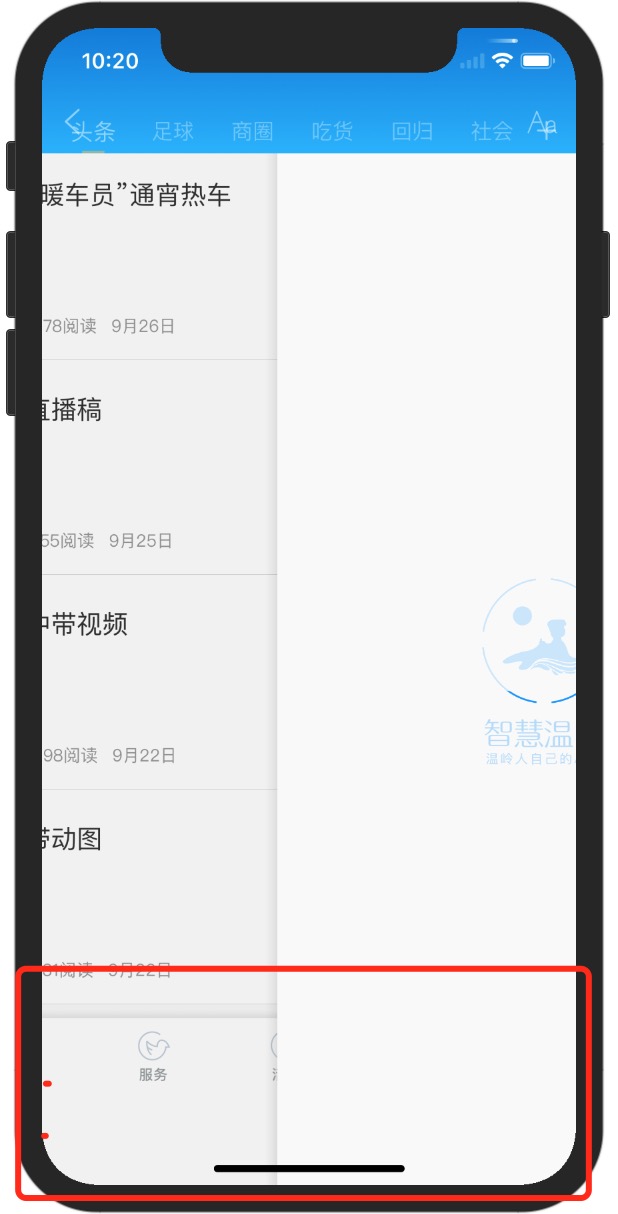 10:20
头条 足球 商圈 吃货 回归 社会 Aa
暖车员”通宵热车
78阅读 9月26日
直播稿
55阅读 9月25日
中带视频
98阅读 9月22日
智慧温
温岭人自己的
带动图
31阅读 9月22日
服务